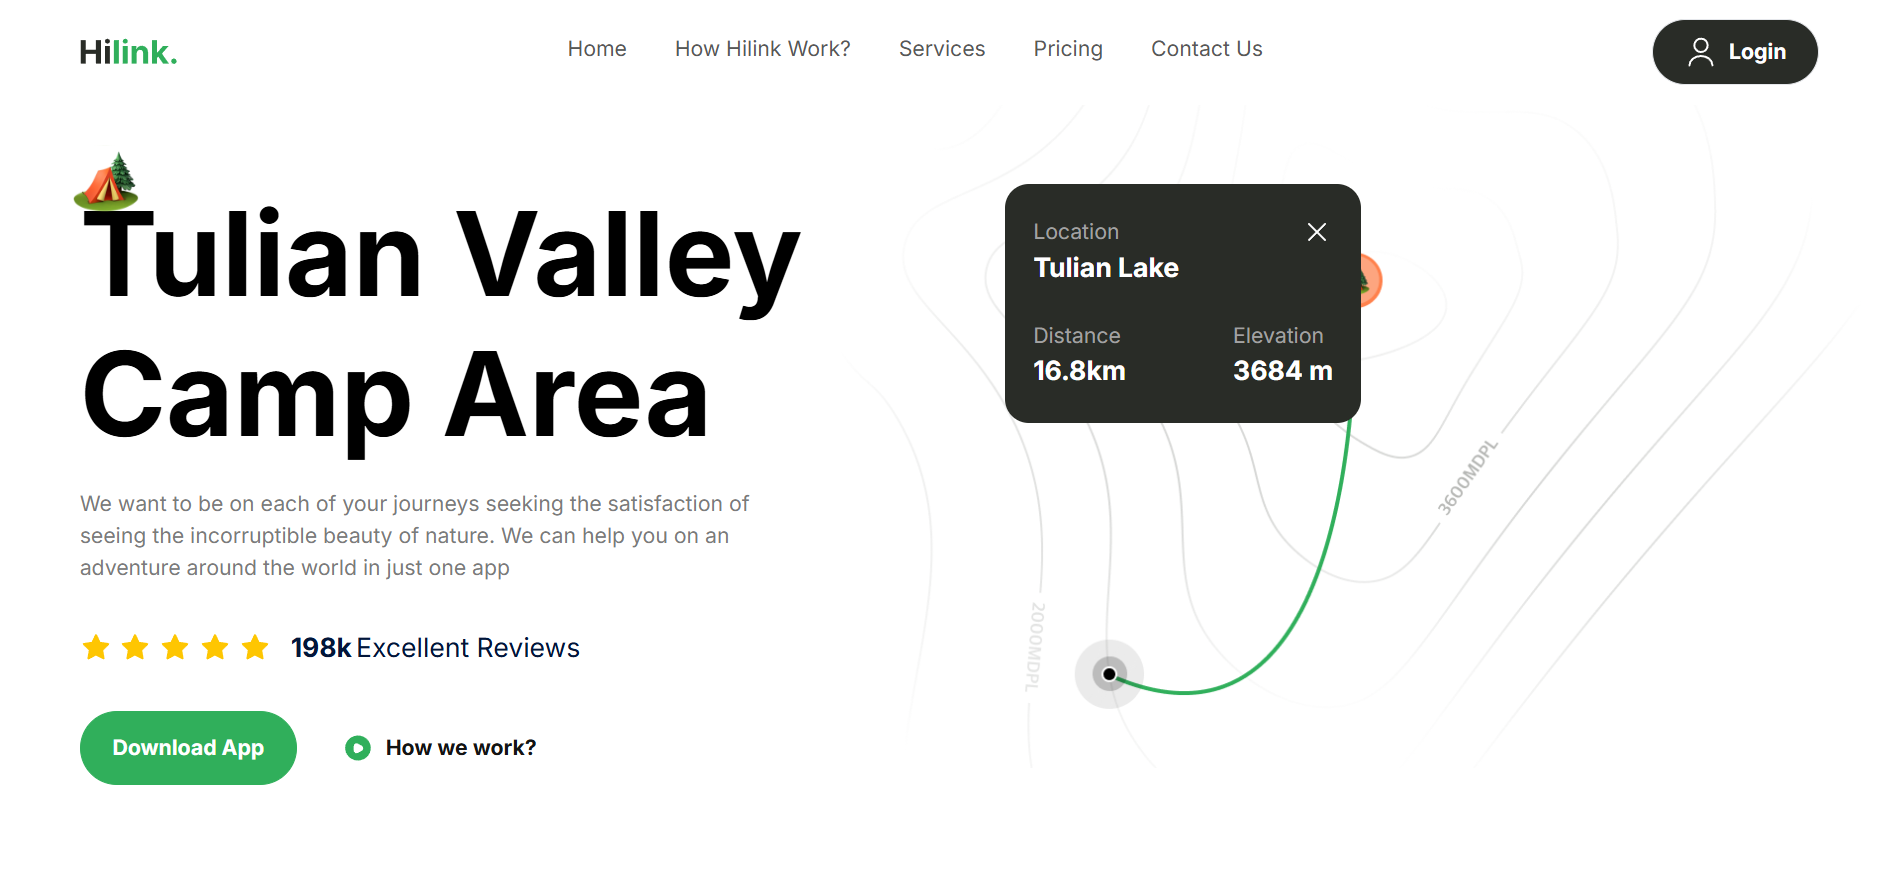 Hilink.
Home
How Hilink Work?
Services
Pricing
Contact Us
Login
Tulian Valley
Camp Area
We want to be on each of your journeys seeking the satisfaction of
seeing the incorruptible beauty of nature. We can help you on an
adventure around the world in just one app
198k Excellent Reviews
Download App
How we work?
Location
Tulian Lake
Distance
Elevation
16.8km
3684 m
3600MDPL
2000MDPL